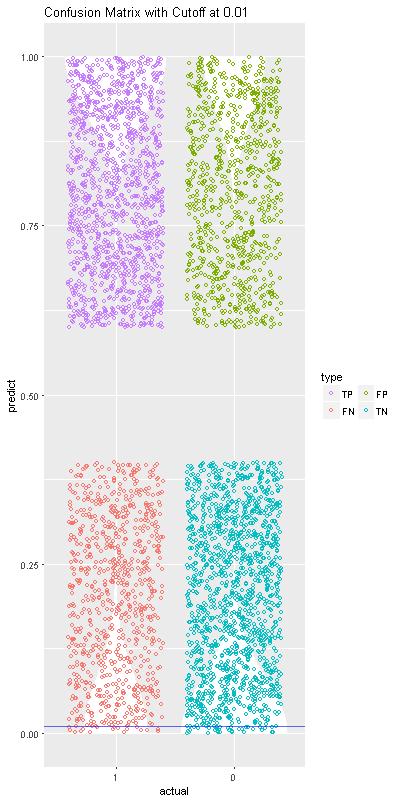 Confusion Matrix with Cutoff at 0.01
1.00
0.75
0.50
0.25
0.00
predict
1 0
actual
type
TP FP
FN TN